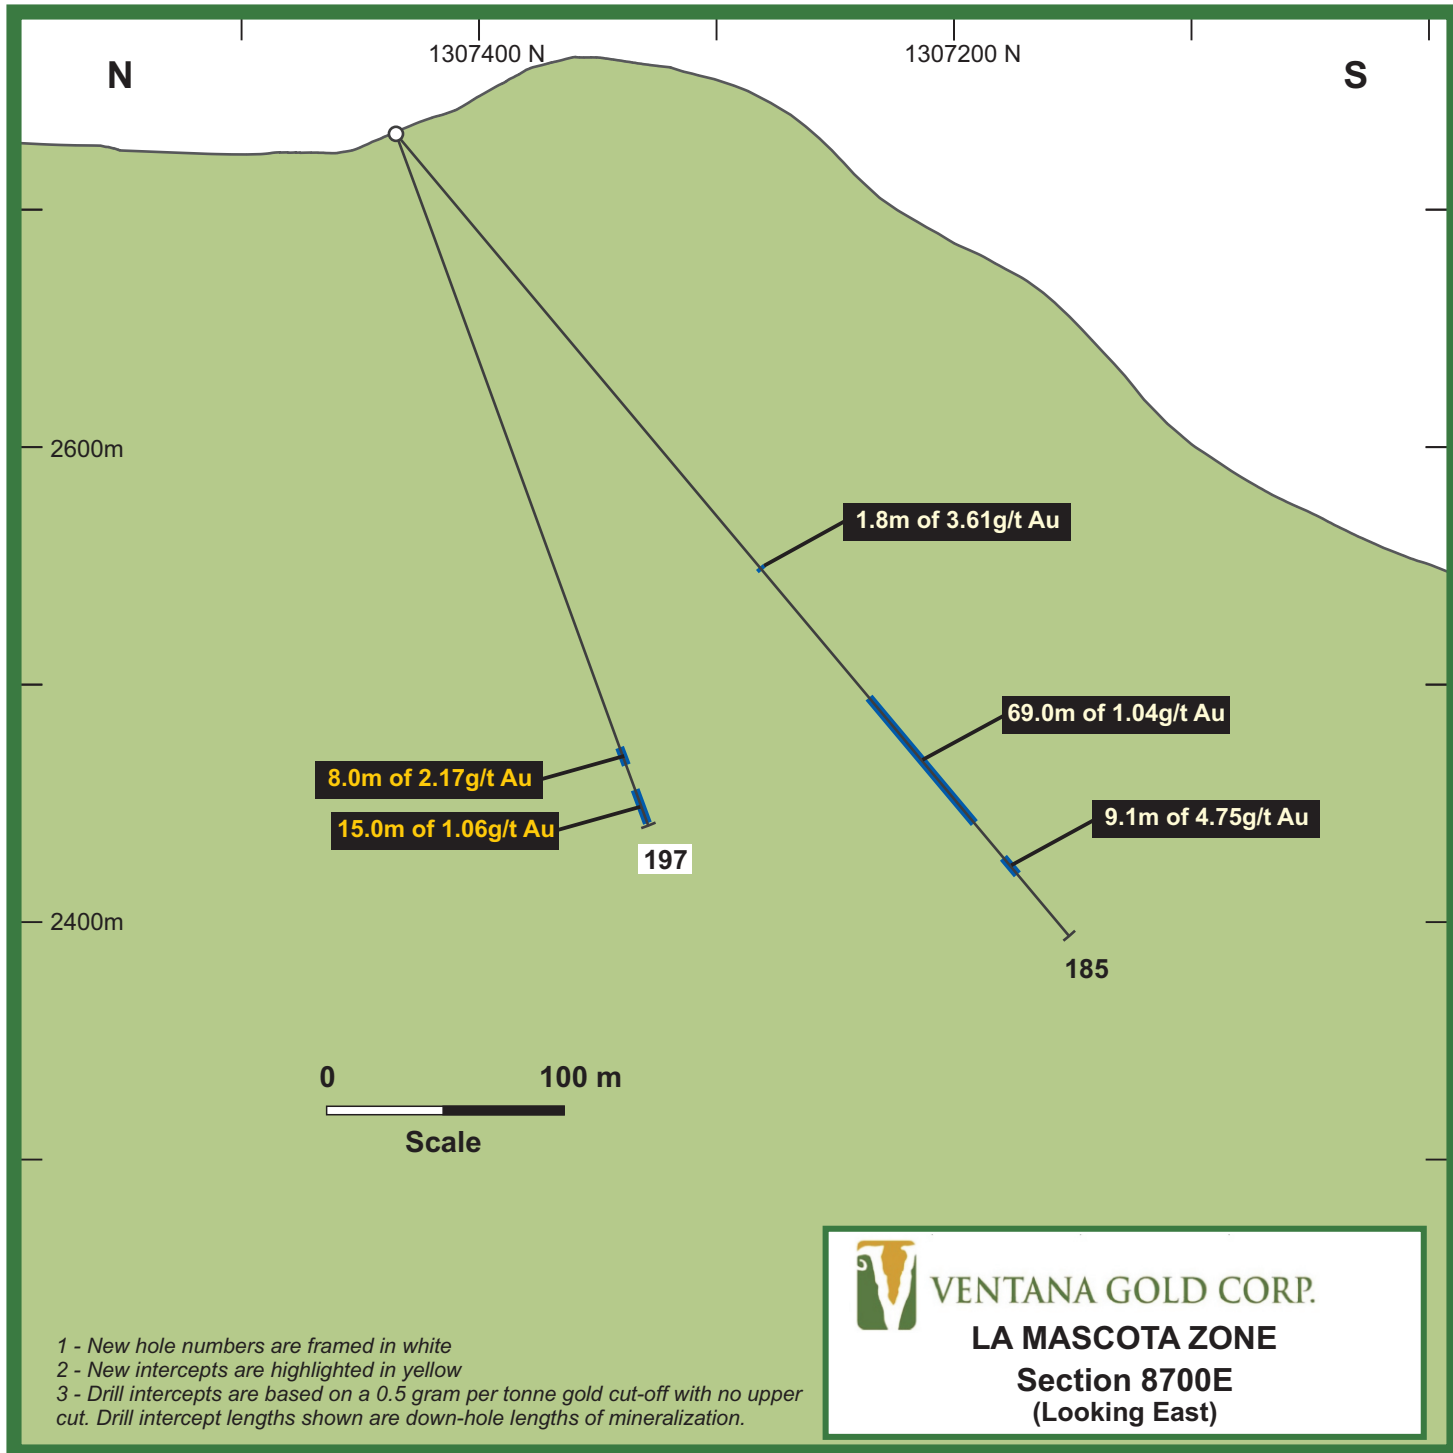 1307400 N
1307200 N
N
S
2600m
1.8m of 3.61g/t Au
69.0m of 1.04g/t Au
8.0m of 2.17g/t Au
9.1m of 4.75g/t Au
15.0m of 1.06g/t Au
197
2400m
185
0
100 m
Scale
VENTANA GOLD CORP.
LA MASCOTA ZONE
Section 8700E
(Looking East)
1 - New hole numbers are framed in white
2 - New intercepts are highlighted in yellow
3 - Drill intercepts are based on a 0.5 gram per tonne gold cut-off with no upper
cut. Drill intercept lengths shown are down-hole lengths of mineralization.